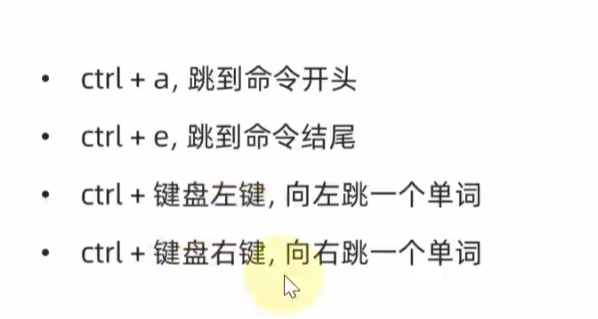 • ctrl + a, 跳到命令开头
• ctrl + e, 跳到命令结尾
• ctrl + 键盘左键, 向左跳一个单词
• ctrl + 键盘右键, 向右跳一个单词